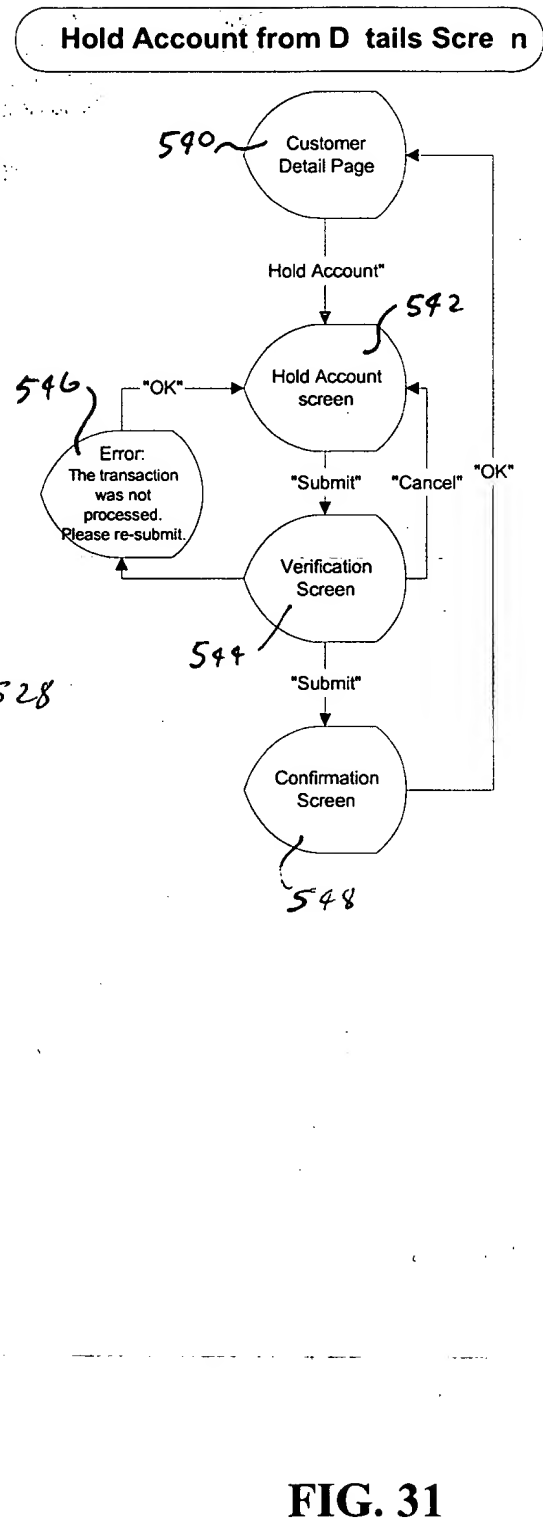 Hold Account from D tails Scre n
540
Customer
Detail Page
Hold Account"
542
Hold Account
screen
546
"OK"
Error:
The transaction
was not
processed.
Please re-submit.
"Submit"
"Cancel"
"OK"
Verification
Screen
544
528
"Submit"
Confirmation
Screen
548
FIG. 31